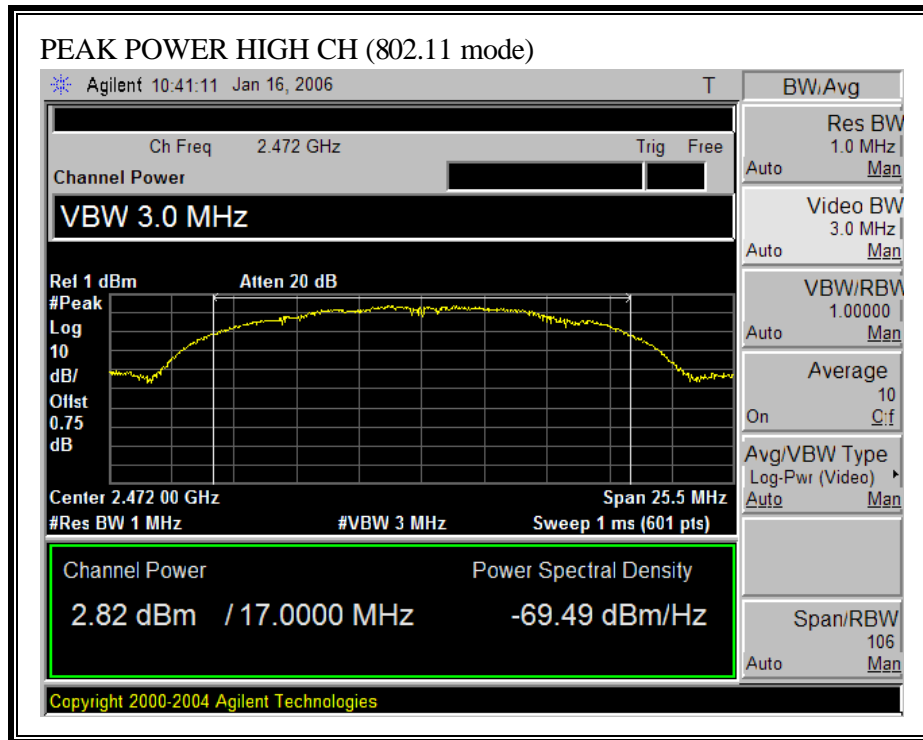 PEAK POWER HIGH CH (802.11 mode)
Agilent 10:41:11 Jan 16, 2006 T
BW/Avg
Ch Freq 2.472 GHz Trig Free
Channel Power
VBW 3.0 MHz
Ref 1 dBm Atten 20 dB
#Peak
Log
10
dB/
Offst
0.75
dB
Center 2.472 00 GHz Span 25.5 MHz
#Res BW 1 MHz #VBW 3 MHz Sweep 1 ms (601 pts)
Channel Power Power Spectral Density
2.82 dBm / 17.0000 MHz -69.49 dBm/Hz
Copyright 2000-2004 Agilent Technologies
Res BW
1.0 MHz
Auto Man
Video BW
3.0 MHz
Auto Man
VBW/RBW
1.00000
Auto Man
Average
10
On Off
Avg/VBW Type
Log-Pwr (Video)
Auto Man
Span/RBW
106
Auto Man